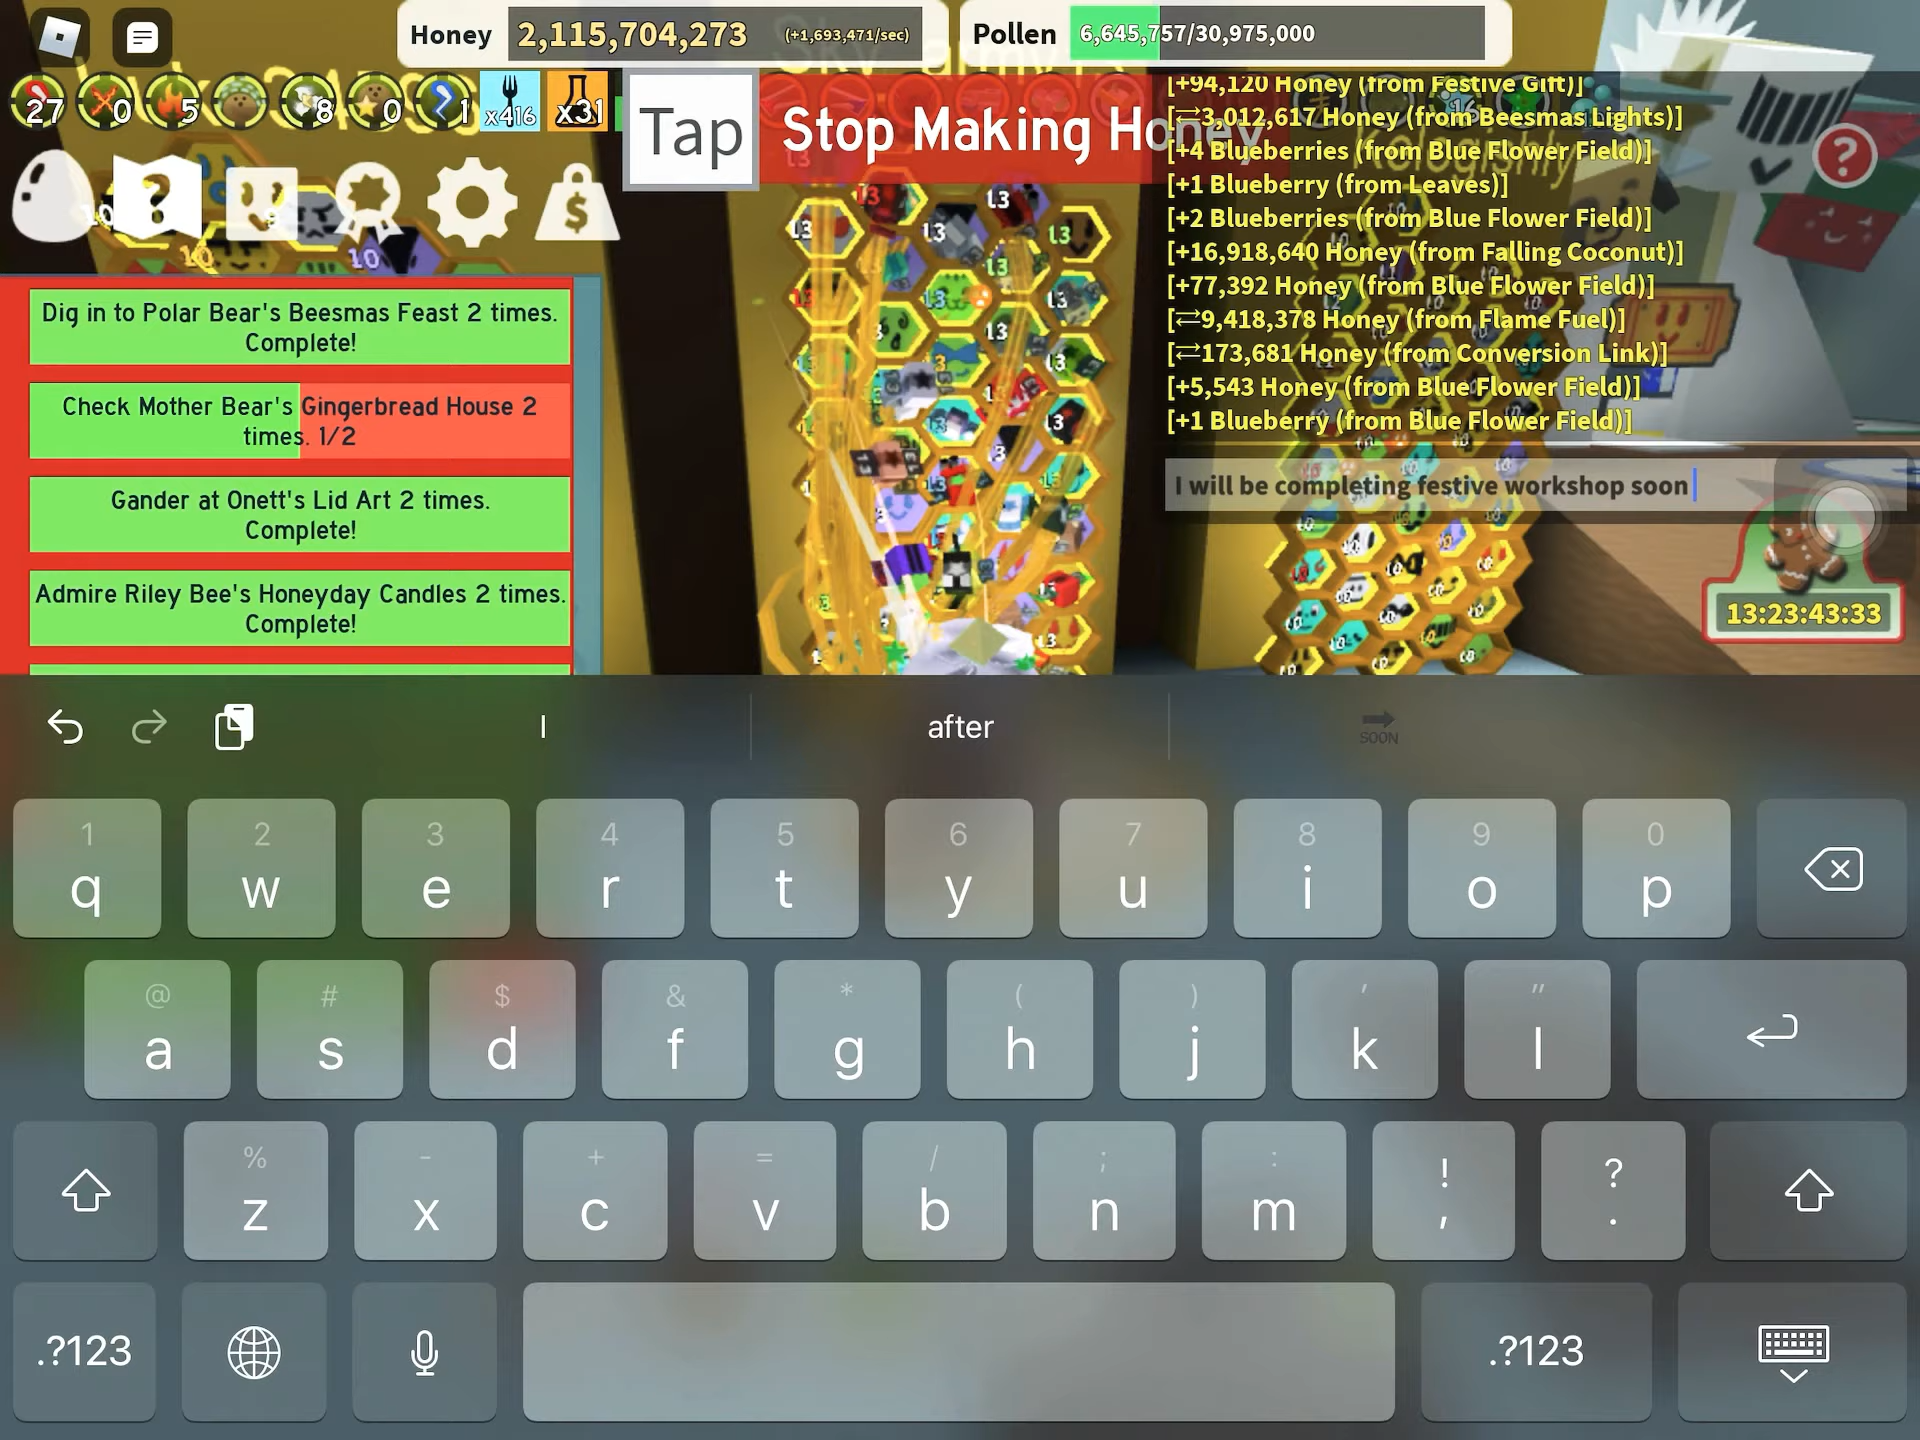 Honey 2,115,704,273 (+1,693,471/sec)
Pollen 6,645,757/30,975,000
27 0 5 8 0 1 x416 x31
Tap Stop Making Honey
[+94,120 Honey (from Festive Gift)]
[⇄3,012,617 Honey (from Beesmas Lights)]
[+4 Blueberries (from Blue Flower Field)]
[+1 Blueberry (from Leaves)]
[+2 Blueberries (from Blue Flower Field)]
[+16,918,640 Honey (from Falling Coconut)]
[+77,392 Honey (from Blue Flower Field)]
[⇄9,418,378 Honey (from Flame Fuel)]
[⇄173,681 Honey (from Conversion Link)]
[+5,543 Honey (from Blue Flower Field)]
[+1 Blueberry (from Blue Flower Field)]
I will be completing festive workshop soon
Dig in to Polar Bear's Beesmas Feast 2 times.
Complete!
Check Mother Bear's Gingerbread House 2
times. 1/2
Gander at Onett's Lid Art 2 times.
Complete!
Admire Riley Bee's Honeyday Candles 2 times.
Complete!
13:23:43:33
I after SOON
1 2 3 4 5 6 7 8 9 0
q w e r t y u i o p
@ # $ & * ( ) ' "
a s d f g h j k l
% - + = / ; : ! ?
z x c v b n m , .
.?123 .?123